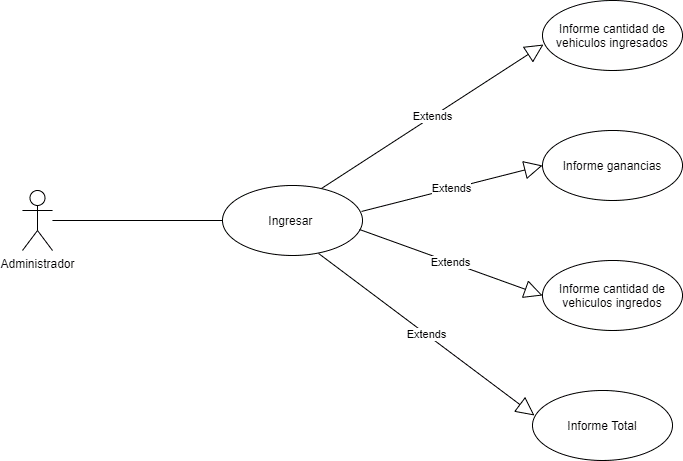 Informe cantidad de
vehiculos ingresados
Extends
Informe ganancias
Extends
Ingresar
Administrador
Extends
Informe cantidad de
vehiculos ingredos
Extends
Informe Total